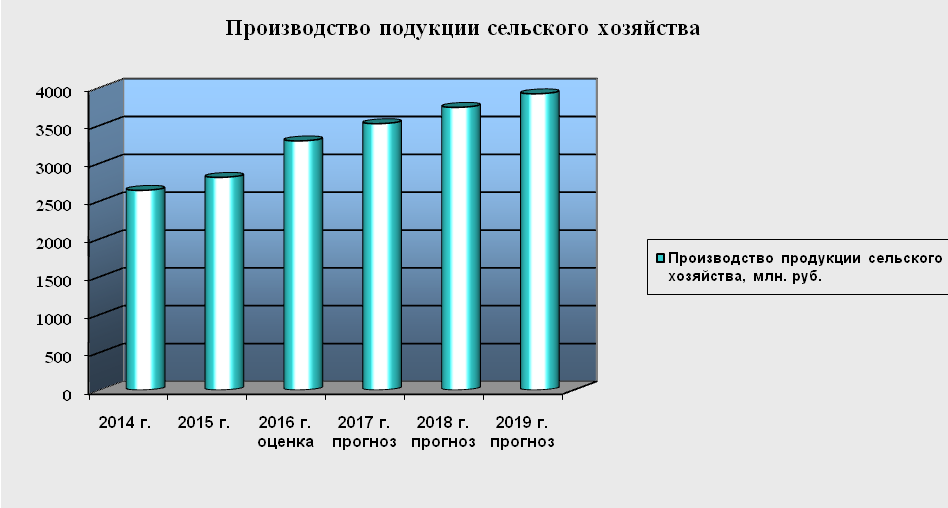 Производство подукции сельского хозяйства
4000
3500
3000
2500
2000
1500
1000
500
0
2014 г.
2015 г.
2016 г.
оценка
2017 г.
прогноз
2018 г.
прогноз
2019 г.
прогноз
Производство продукции сельского
хозяйства, млн. руб.